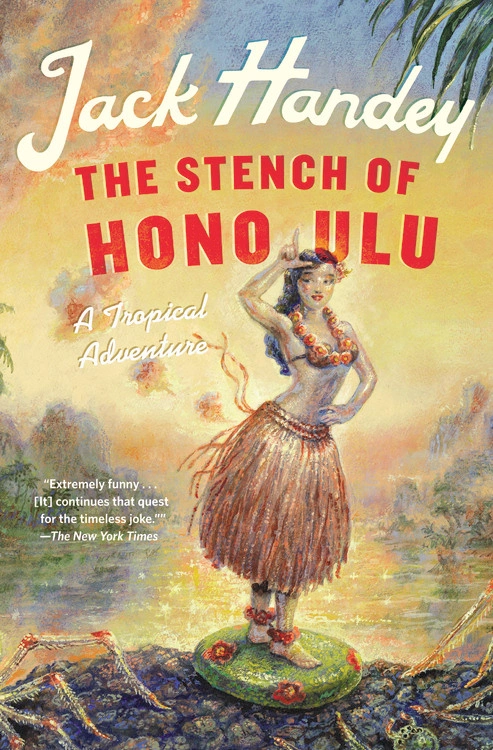 Jack Handey
THE STENCH OF
HONO ULU
A Tropical
Adventure
“Extremely funny . . .
[It] continues that quest
for the timeless joke.””
—The New York Times